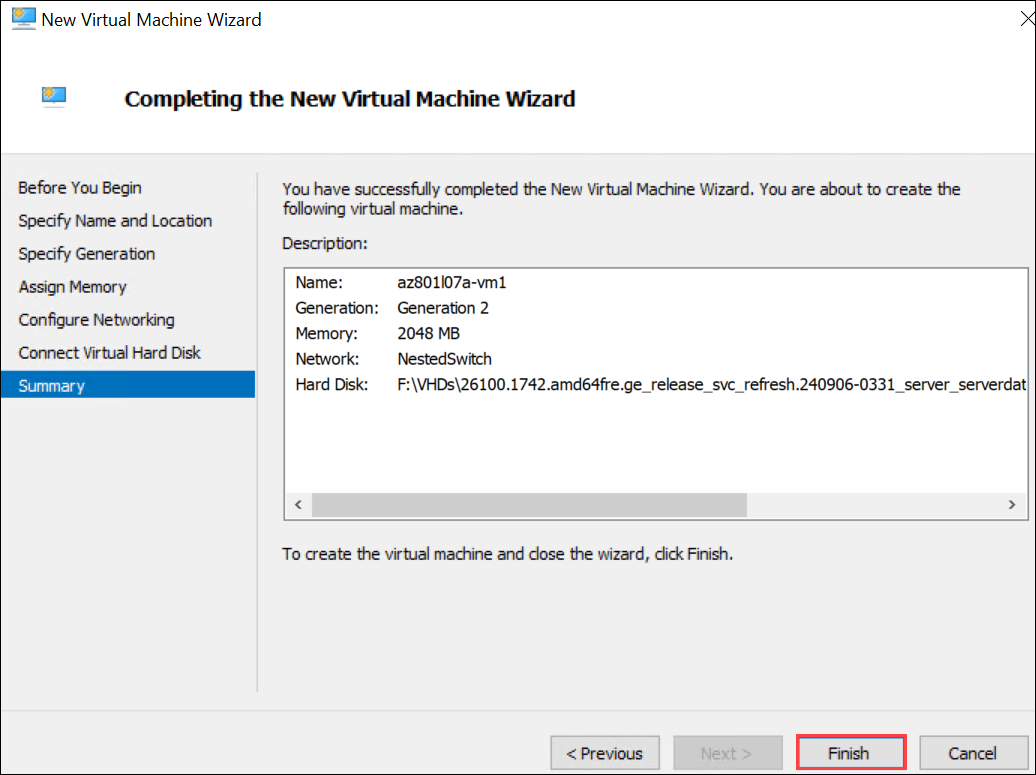 New Virtual Machine Wizard
Completing the New Virtual Machine Wizard
Before You Begin
Specify Name and Location
Specify Generation
Assign Memory
Configure Networking
Connect Virtual Hard Disk
Summary
You have successfully completed the New Virtual Machine Wizard. You are about to create the
following virtual machine.
Description:
Name: az801l07a-vm1
Generation: Generation 2
Memory: 2048 MB
Network: NestedSwitch
Hard Disk: F:\VHDs\26100.1742.amd64fre.ge_release_svc_refresh.240906-0331_server_serverdat
To create the virtual machine and close the wizard, click Finish.
< Previous
Next >
Finish
Cancel